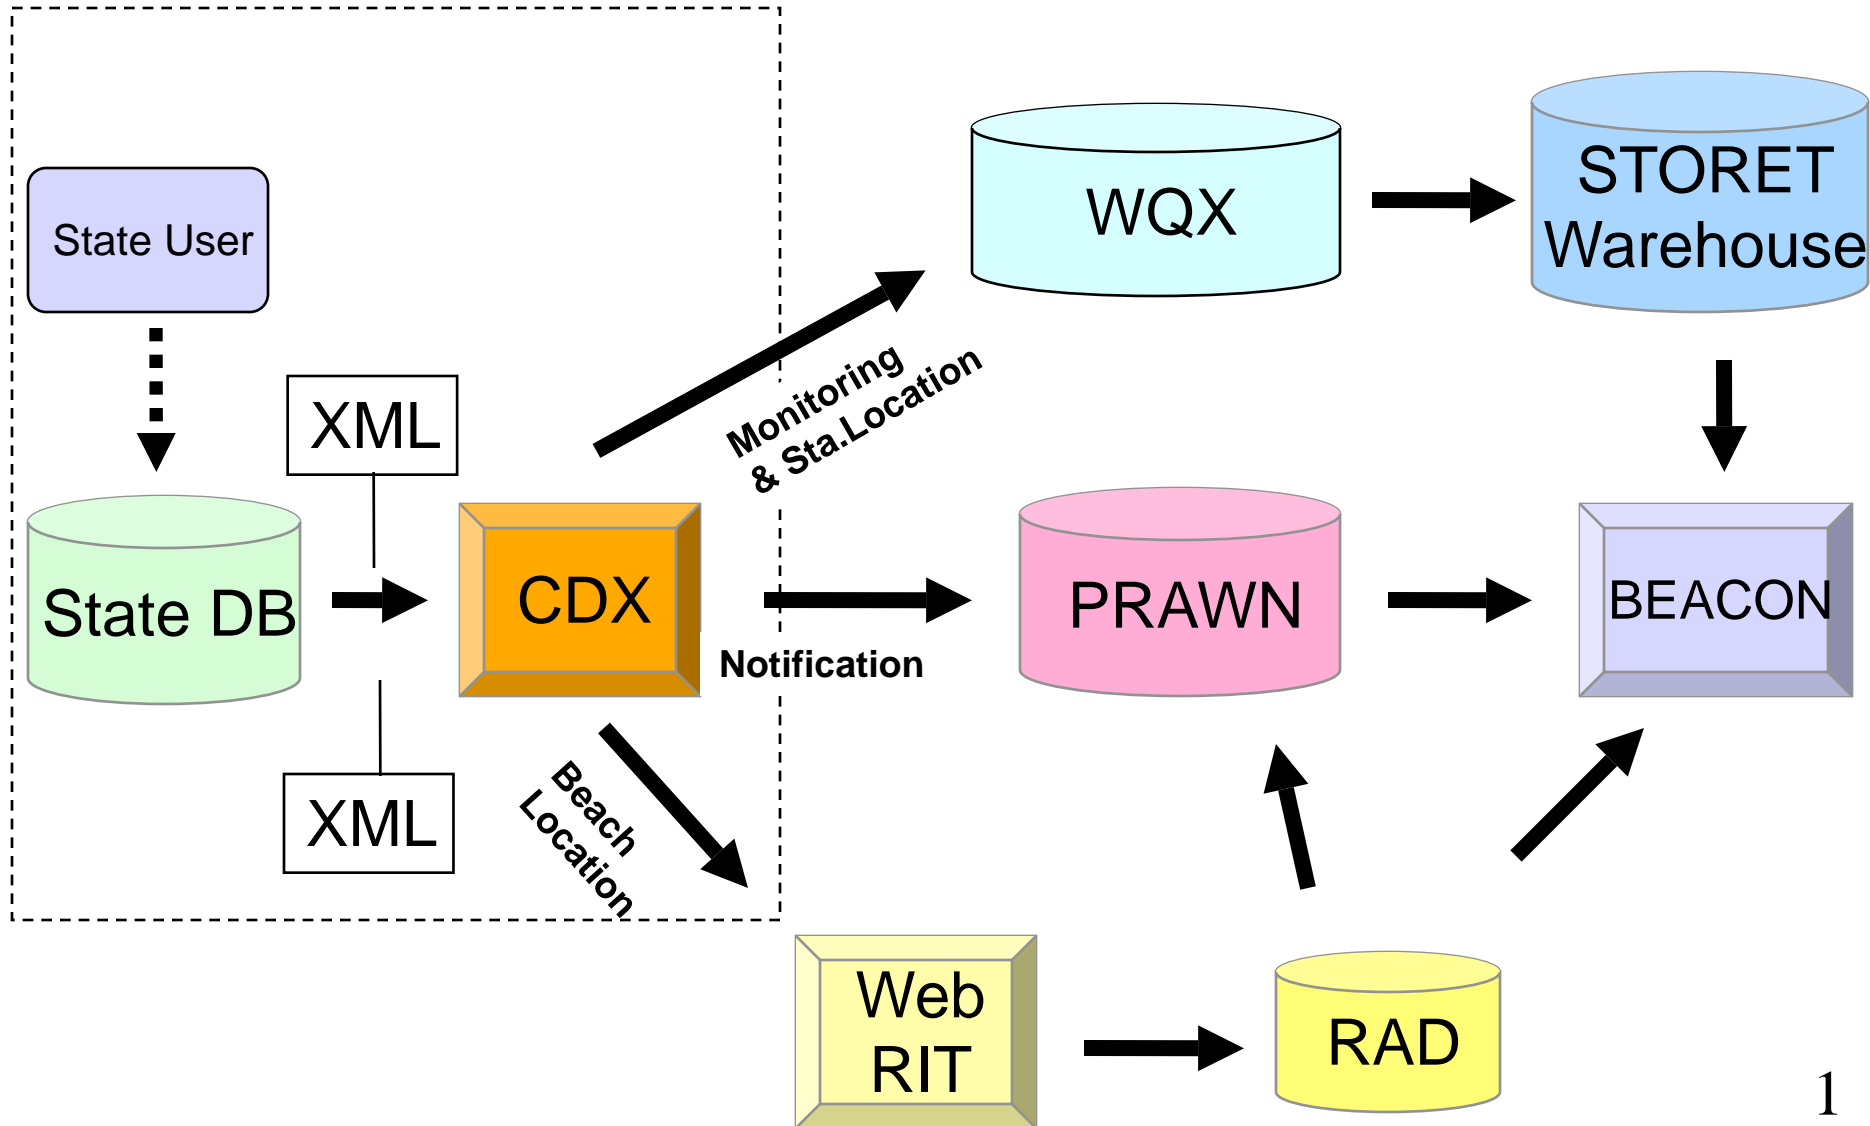 WQX
STORET
Warehouse
State User
Monitoring
& Sta.Location
XML
State DB
CDX
PRAWN
BEACON
Notification
Beach
Location
XML
Web
RIT
RAD
1